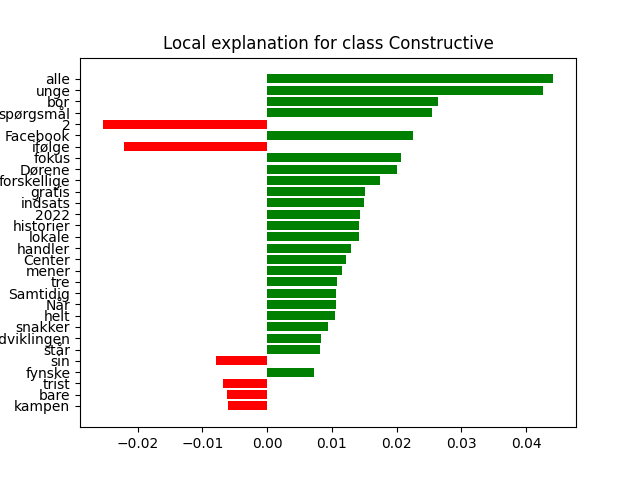 Local explanation for class Constructive
alle
unge
bor
spørgsmål
2
Facebook
ifølge
fokus
Dørene
forskellige
gratis
indsats
2022
historier
lokale
handler
Center
mener
tre
Samtidig
Når
helt
snakker
dviklingen
står
sin
fynske
trist
bare
kampen
−0.02 −0.01 0.00 0.01 0.02 0.03 0.04